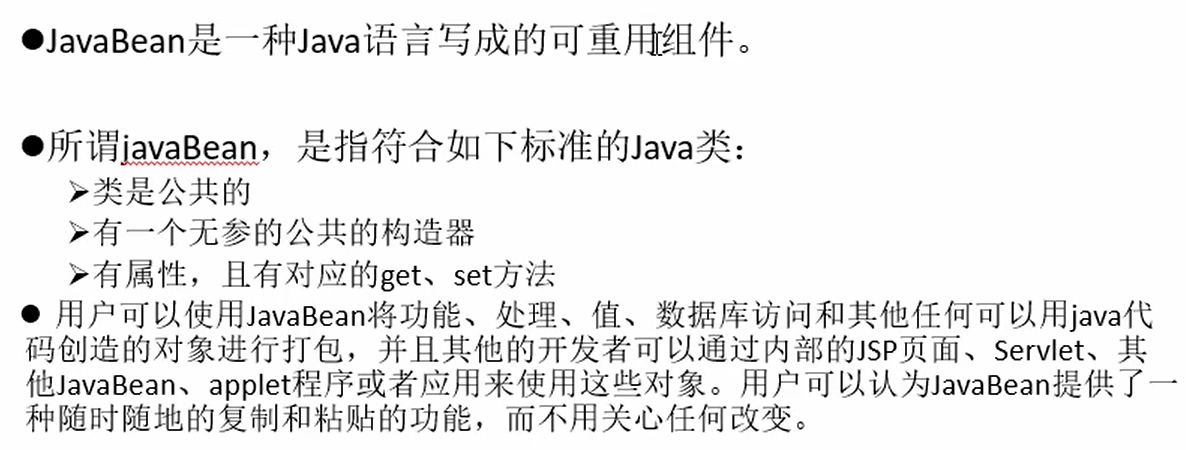 ●JavaBean是一种Java语言写成的可重用组件。
●所谓javaBean，是指符合如下标准的Java类：
➢类是公共的
➢有一个无参的公共的构造器
➢有属性，且有对应的get、set方法
● 用户可以使用JavaBean将功能、处理、值、数据库访问和其他任何可以用java代
码创造的对象进行打包，并且其他的开发者可以通过内部的JSP页面、Servlet、其
他JavaBean、applet程序或者应用来使用这些对象。用户可以认为JavaBean提供了一
种随时随地的复制和粘贴的功能，而不用关心任何改变。